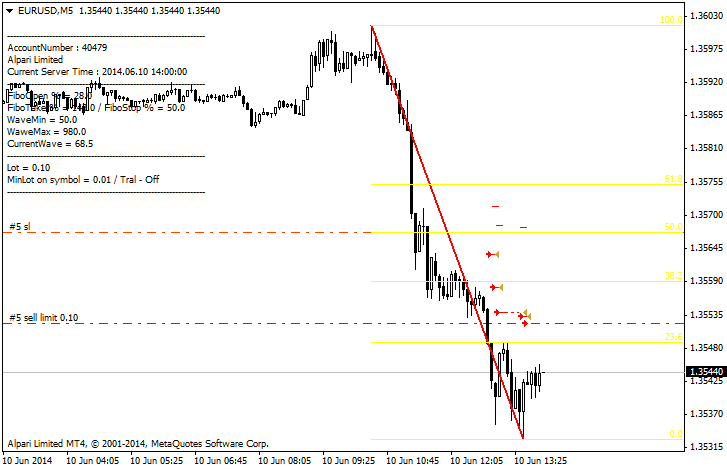 EURUSD,M5 1.35440 1.35440 1.35440 1.35440
AccountNumber : 40479
Alpari Limited
Current Server Time : 2014.06.10 14:00:00
FiboOpen % = 28.0
/ FiboStop % = 50.0
WaveMin = 50.0
WaweMax = 980.0
CurrentWave = 68.5
Lot = 0.10
MinLot on symbol = 0.01 / Tral - Off
#5 sl
#5 sell limit 0.10
100.0
61.8
50.0
38.2
23.6
0.0
1.36030
1.35975
1.35920
1.35865
1.35810
1.35755
1.35700
1.35645
1.35590
1.35535
1.35480
1.35440
1.35425
1.35370
1.35315
Alpari Limited MT4, © 2001-2014, MetaQuotes Software Corp.
10 Jun 2014 10 Jun 04:05 10 Jun 05:25 10 Jun 06:45 10 Jun 08:05 10 Jun 09:25 10 Jun 10:45 10 Jun 12:05 10 Jun 13:25